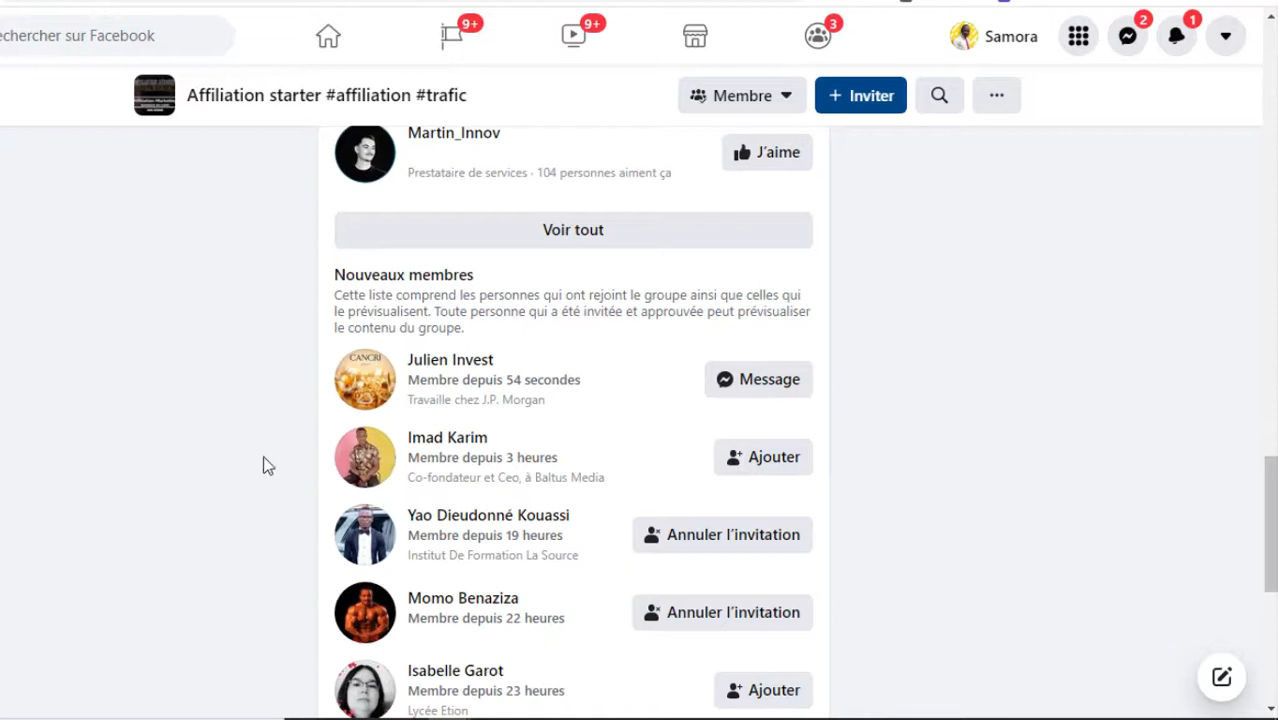 echercher sur Facebook
9+
9+
3
Samora
2
1
Affiliation starter #affiliation #trafic
Membre
+ Inviter
Martin_Innov
Prestataire de services · 104 personnes aiment ça
J’aime
Voir tout
Nouveaux membres
Cette liste comprend les personnes qui ont rejoint le groupe ainsi que celles qui
le prévisualisent. Toute personne qui a été invitée et approuvée peut prévisualiser
le contenu du groupe.
CANCRI
Julien Invest
Membre depuis 54 secondes
Travaille chez J.P. Morgan
Message
Imad Karim
Membre depuis 3 heures
Co-fondateur et Ceo, à Baltus Media
Ajouter
Yao Dieudonné Kouassi
Membre depuis 19 heures
Institut De Formation La Source
Annuler l’invitation
Momo Benaziza
Membre depuis 22 heures
Annuler l’invitation
Isabelle Garot
Membre depuis 23 heures
Lycée Etion
Ajouter